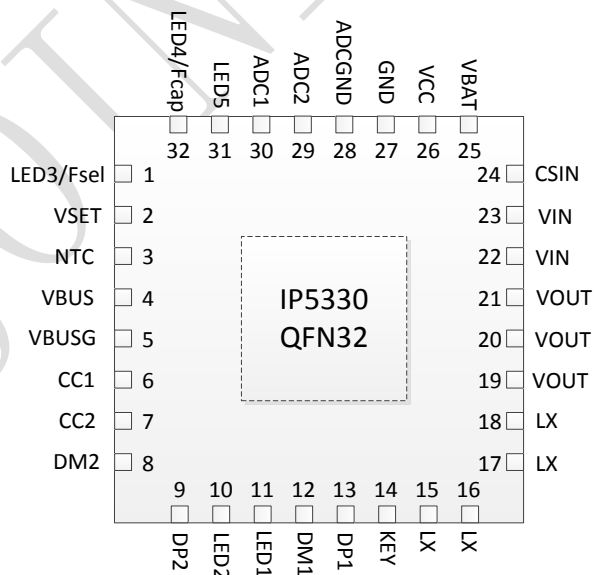 LED4/Fcap LED5 ADC1 ADC2 ADCGND GND VCC VBAT
32 31 30 29 28 27 26 25
LED3/Fsel 1 24 CSIN
VSET 2 23 VIN
NTC 3 22 VIN
VBUS 4 21 VOUT
VBUSG 5 20 VOUT
CC1 6 19 VOUT
CC2 7 18 LX
DM2 8 17 LX
IP5330
QFN32
9 10 11 12 13 14 15 16
DP2 LED2 LED1 DM1 DP1 KEY LX LX